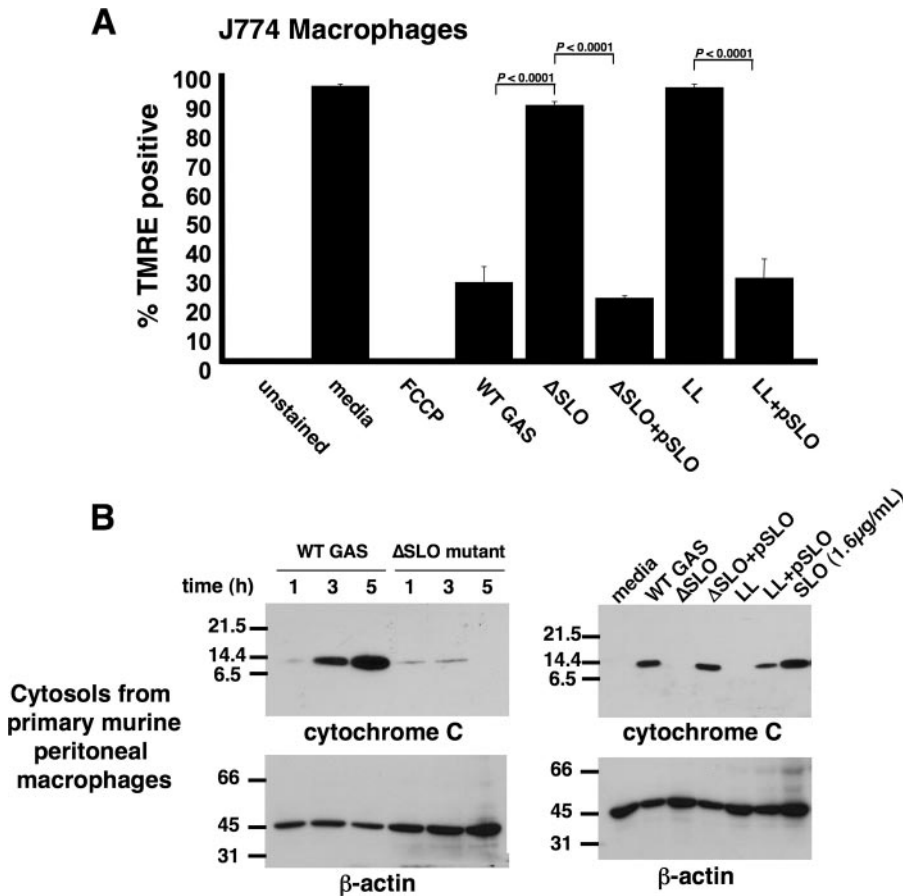 A
J774 Macrophages
P < 0.0001
P < 0.0001
P < 0.0001
% TMRE positive
100
90
80
70
60
50
40
30
20
10
0
unstained
media
FCCP
WT GAS
ΔSLO
ΔSLO+pSLO
LL
LL+pSLO
B
WT GAS ΔSLO mutant
time (h) 1 3 5 1 3 5
21.5
14.4
6.5
cytochrome C
66
45
31
β-actin
media
WT GAS
ΔSLO
ΔSLO+pSLO
LL
LL+pSLO
SLO (1.6μg/mL)
21.5
14.4
6.5
cytochrome C
66
45
31
β-actin
Cytosols from
primary murine
peritoneal
macrophages